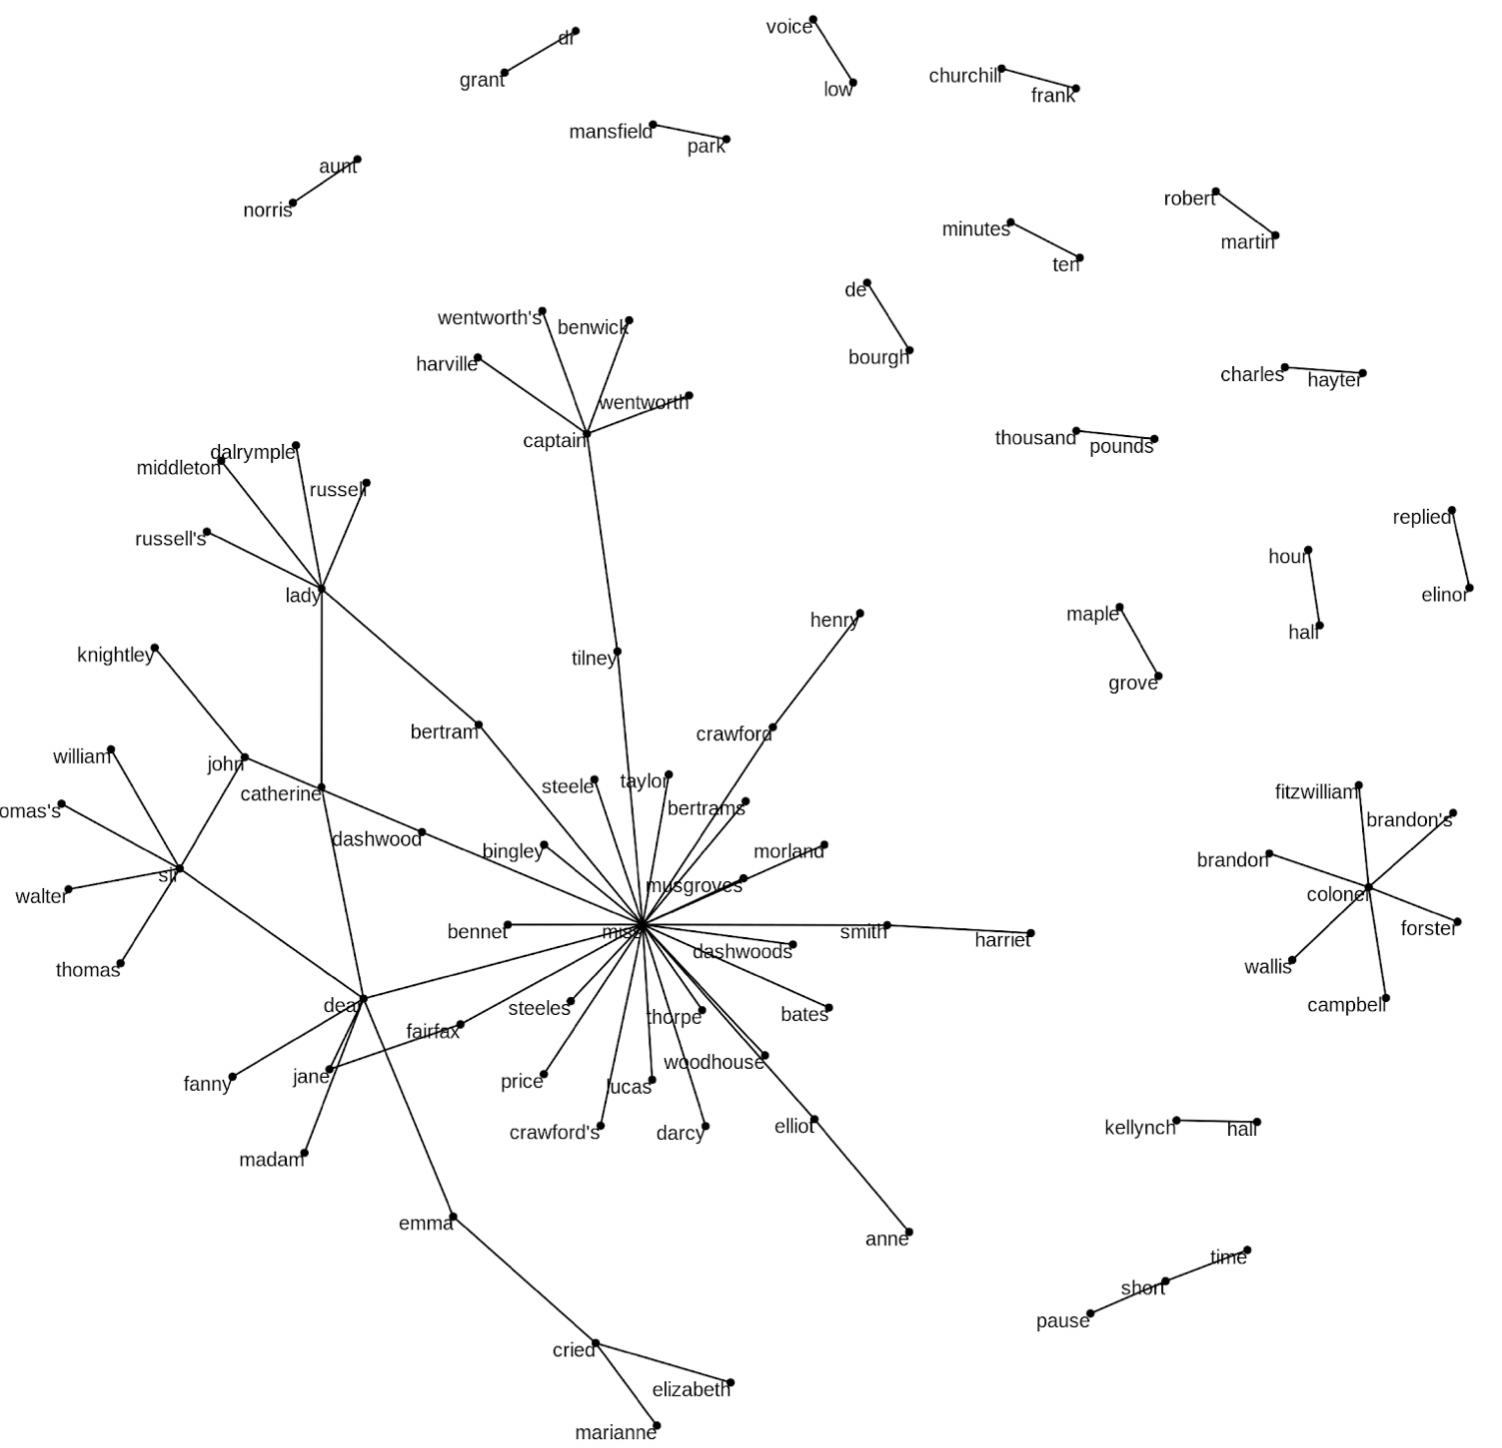 voice
dr
churchill
grant
low
frank
mansfield
park
aunt
robert
norris
minutes
martin
ten
de
wentworth's
benwick
bourgh
harville
charles
hayter
wentworth
captain
thousand
pounds
dalrymple
middleton
russell
replied
russell's
hour
lady
elinor
maple
henry
half
knightley
tilney
grove
bertram
crawford
william
john
steele
taylor
catherine
fitzwilliam
omas's
bertrams
brandon's
dashwood
bingley
morland
brandon
sir
musgroves
walter
colonel
bennet
miss
smith
forster
harriet
dashwoods
thomas
wallis
dear
steeles
campbell
fairfax
thorpe
bates
woodhouse
fanny
jane
price
lucas
crawford's
darcy
elliot
kellynch
hall
madam
emma
anne
time
short
pause
cried
elizabeth
marianne